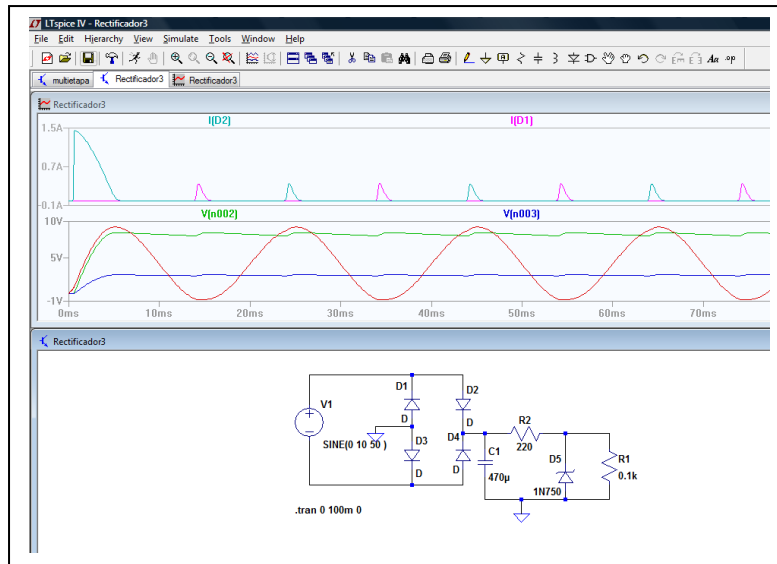 LTspice IV - Rectificador3
File Edit Hierarchy View Simulate Tools Window Help
Aa .op
multietapa Rectificador3 Rectificador3
Rectificador3
I(D2) I(D1)
1.5A
0.7A
-0.1A
V(n002) V(n003)
10V
5V
-1V
0ms 10ms 20ms 30ms 40ms 50ms 60ms 70ms
Rectificador3
D1 D2
V1
D D
R2
SINE(0 10 50 )
D3 D4
220
C1 D5 R1
D D
470µ 0.1k
1N750
.tran 0 100m 0